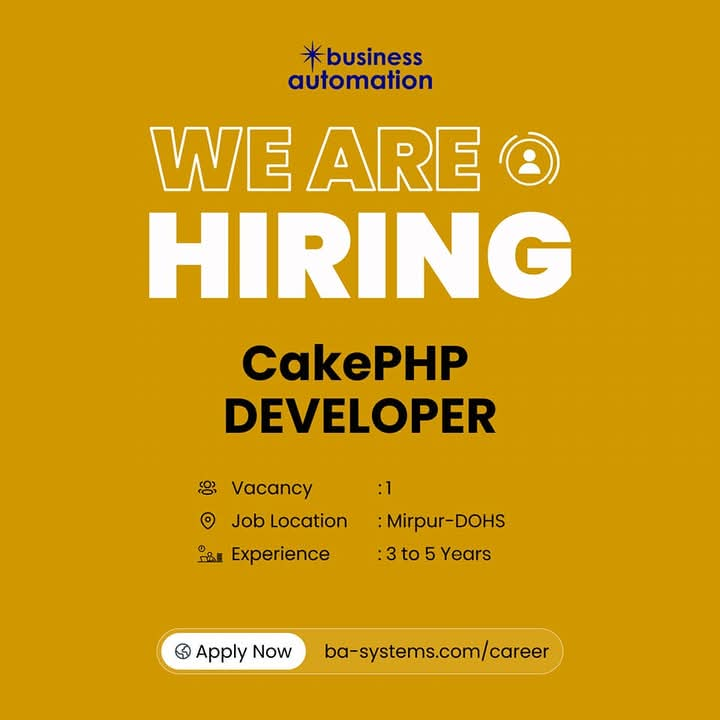 business
automation
WE ARE
HIRING
CakePHP
DEVELOPER
Vacancy : 1
Job Location : Mirpur-DOHS
Experience : 3 to 5 Years
Apply Now ba-systems.com/career